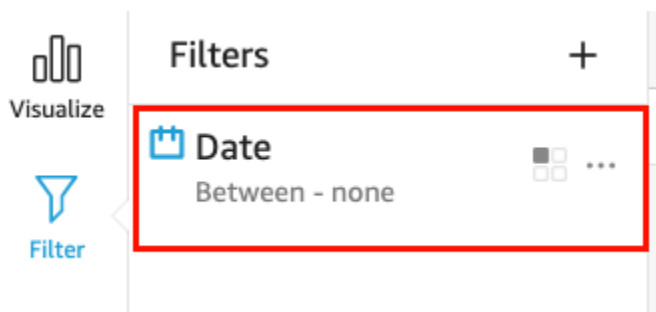 Filters +
Visualize
Date
Between - none
Filter